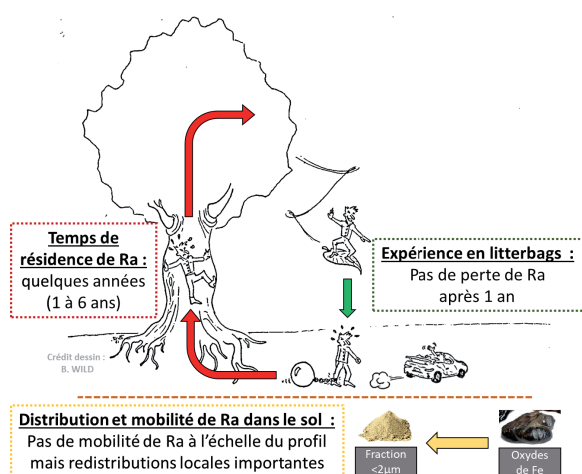 Temps de
résidence de Ra :
quelques années
(1 à 6 ans)
Expérience en litterbags :
Pas de perte de Ra
après 1 an
Crédit dessin :
B. WILD
Distribution et mobilité de Ra dans le sol :
Pas de mobilité de Ra à l'échelle du profil
mais redistributions locales importantes
Fraction
<2µm
Oxydes
de Fe